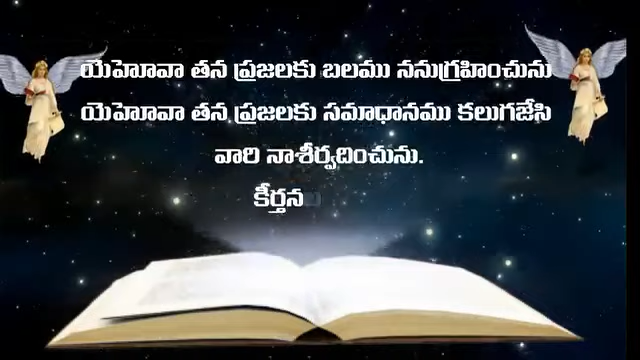 యెహూవా తన ప్రజలకు బలము ననుగ్రహించును
యెహూవా తన ప్రజలకు సమాధానము కలుగజేసి
వారి నాశీర్వదించును.
కీర్తన